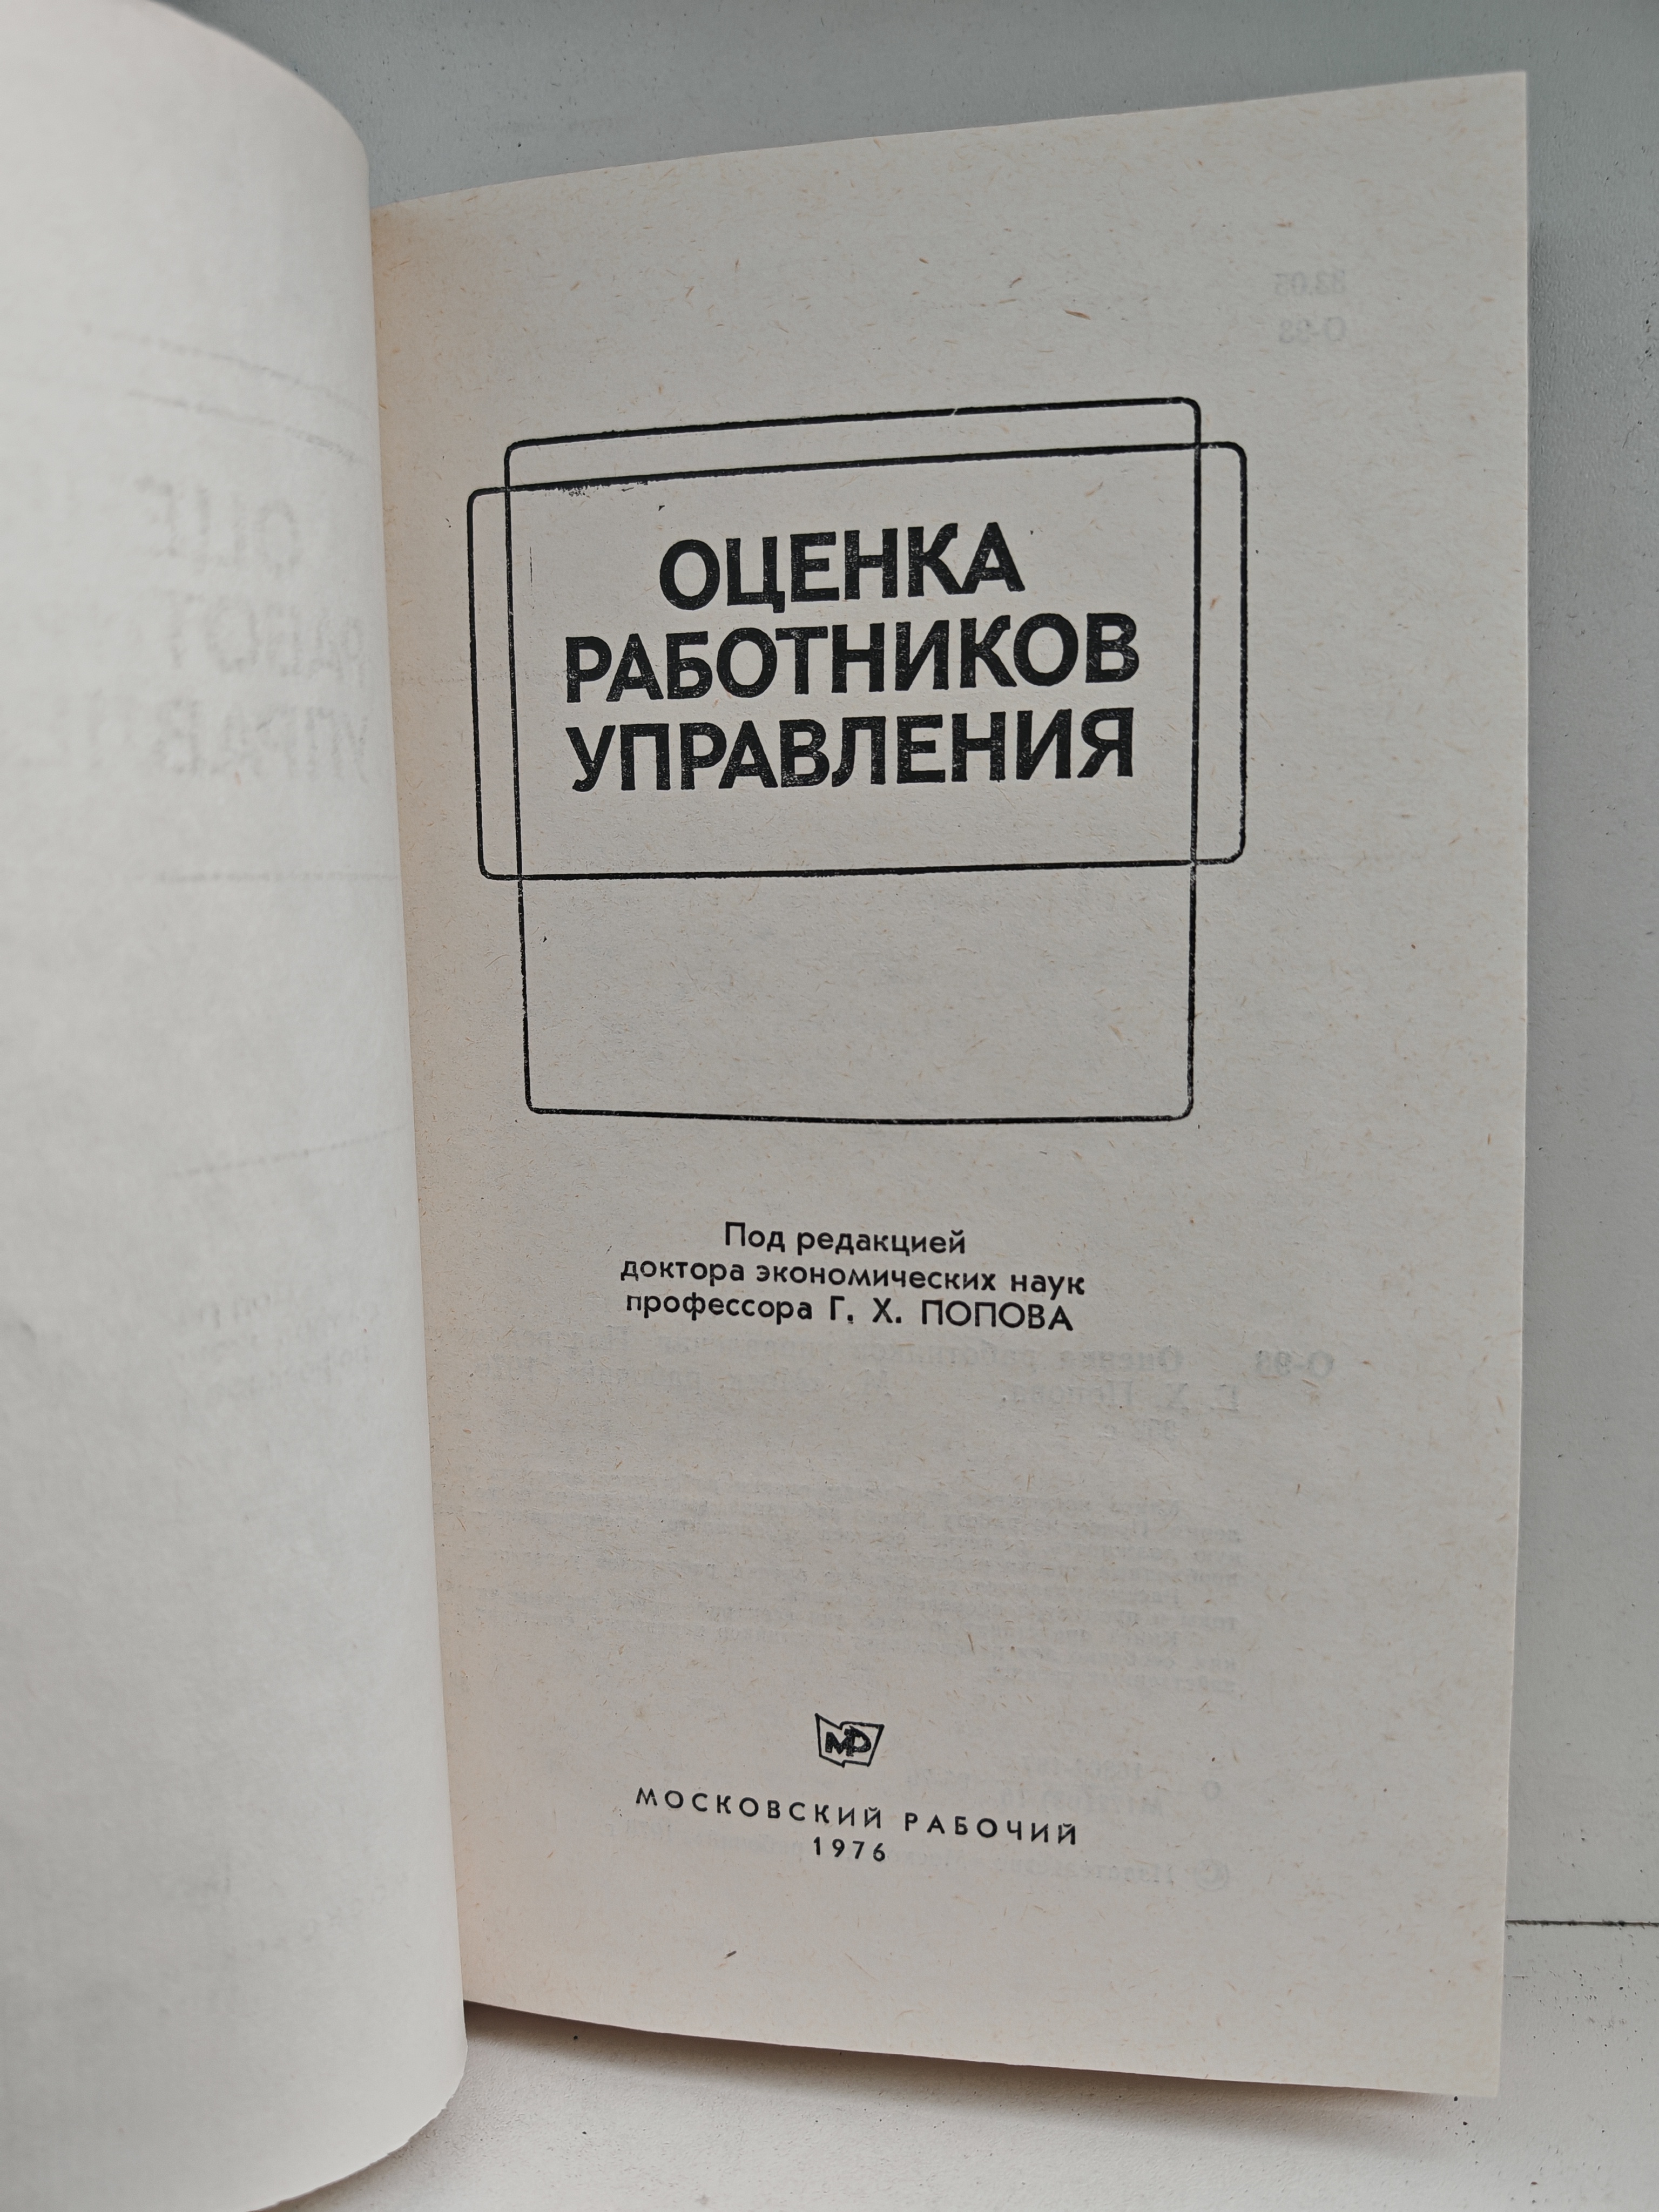 ОЦЕНКА
РАБОТНИКОВ
УПРАВЛЕНИЯ
Под редакцией
доктора экономических наук
профессора Г. Х. ПОПОВА
МР
МОСКОВСКИЙ РАБОЧИЙ
1976